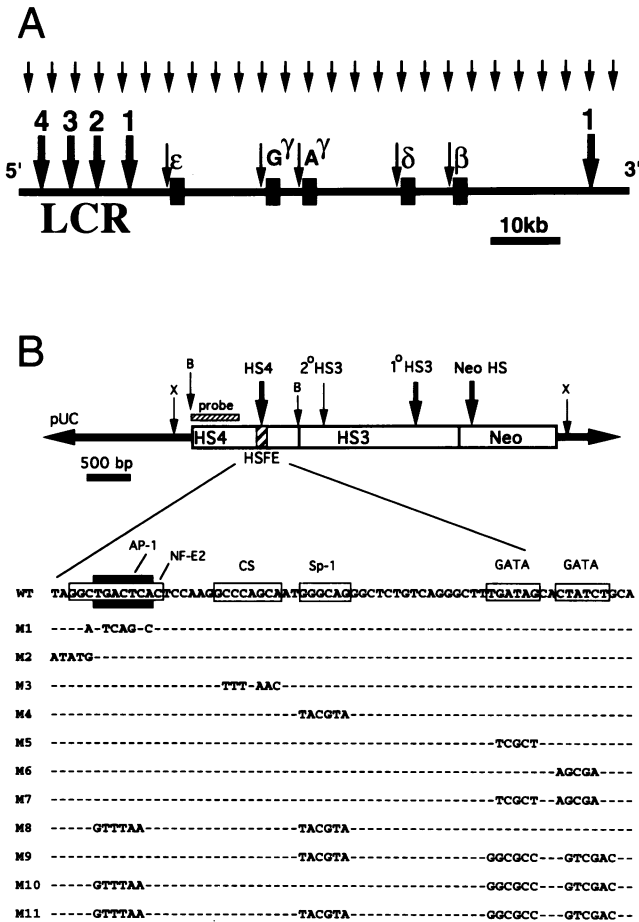 A
4 3 2 1 1
5' ε Gγ Aγ δ β 3'
LCR 10kb
B
B HS4 2°HS3 1°HS3 Neo HS
X B X
pUC probe
HS4 HS3 Neo
500 bp HSFE
AP-1
NF-E2 CS Sp-1 GATA GATA
WT TAGGCTGACTCACTCCAAGGCCCAGCAATGGGCAGGGCTCTGTCAGGGCTTTGATAGCACTATCTGCA
M1 ----A-TCAG-C--------------------------------------------------------
M2 ATATG---------------------------------------------------------------
M3 --------------------TTT-AAC-----------------------------------------
M4 -----------------------------TACGTA---------------------------------
M5 ----------------------------------------------------TCGCT-----------
M6 -----------------------------------------------------------AGCGA----
M7 ----------------------------------------------------TCGCT--AGCGA----
M8 -----GTTTAA------------------TACGTA---------------------------------
M9 -----------------------------TACGTA----------------GGCGCC---GTCGAC--
M10 -----GTTTAA----------------------------------------GGCGCC---GTCGAC--
M11 -----GTTTAA------------------TACGTA----------------GGCGCC---GTCGAC--